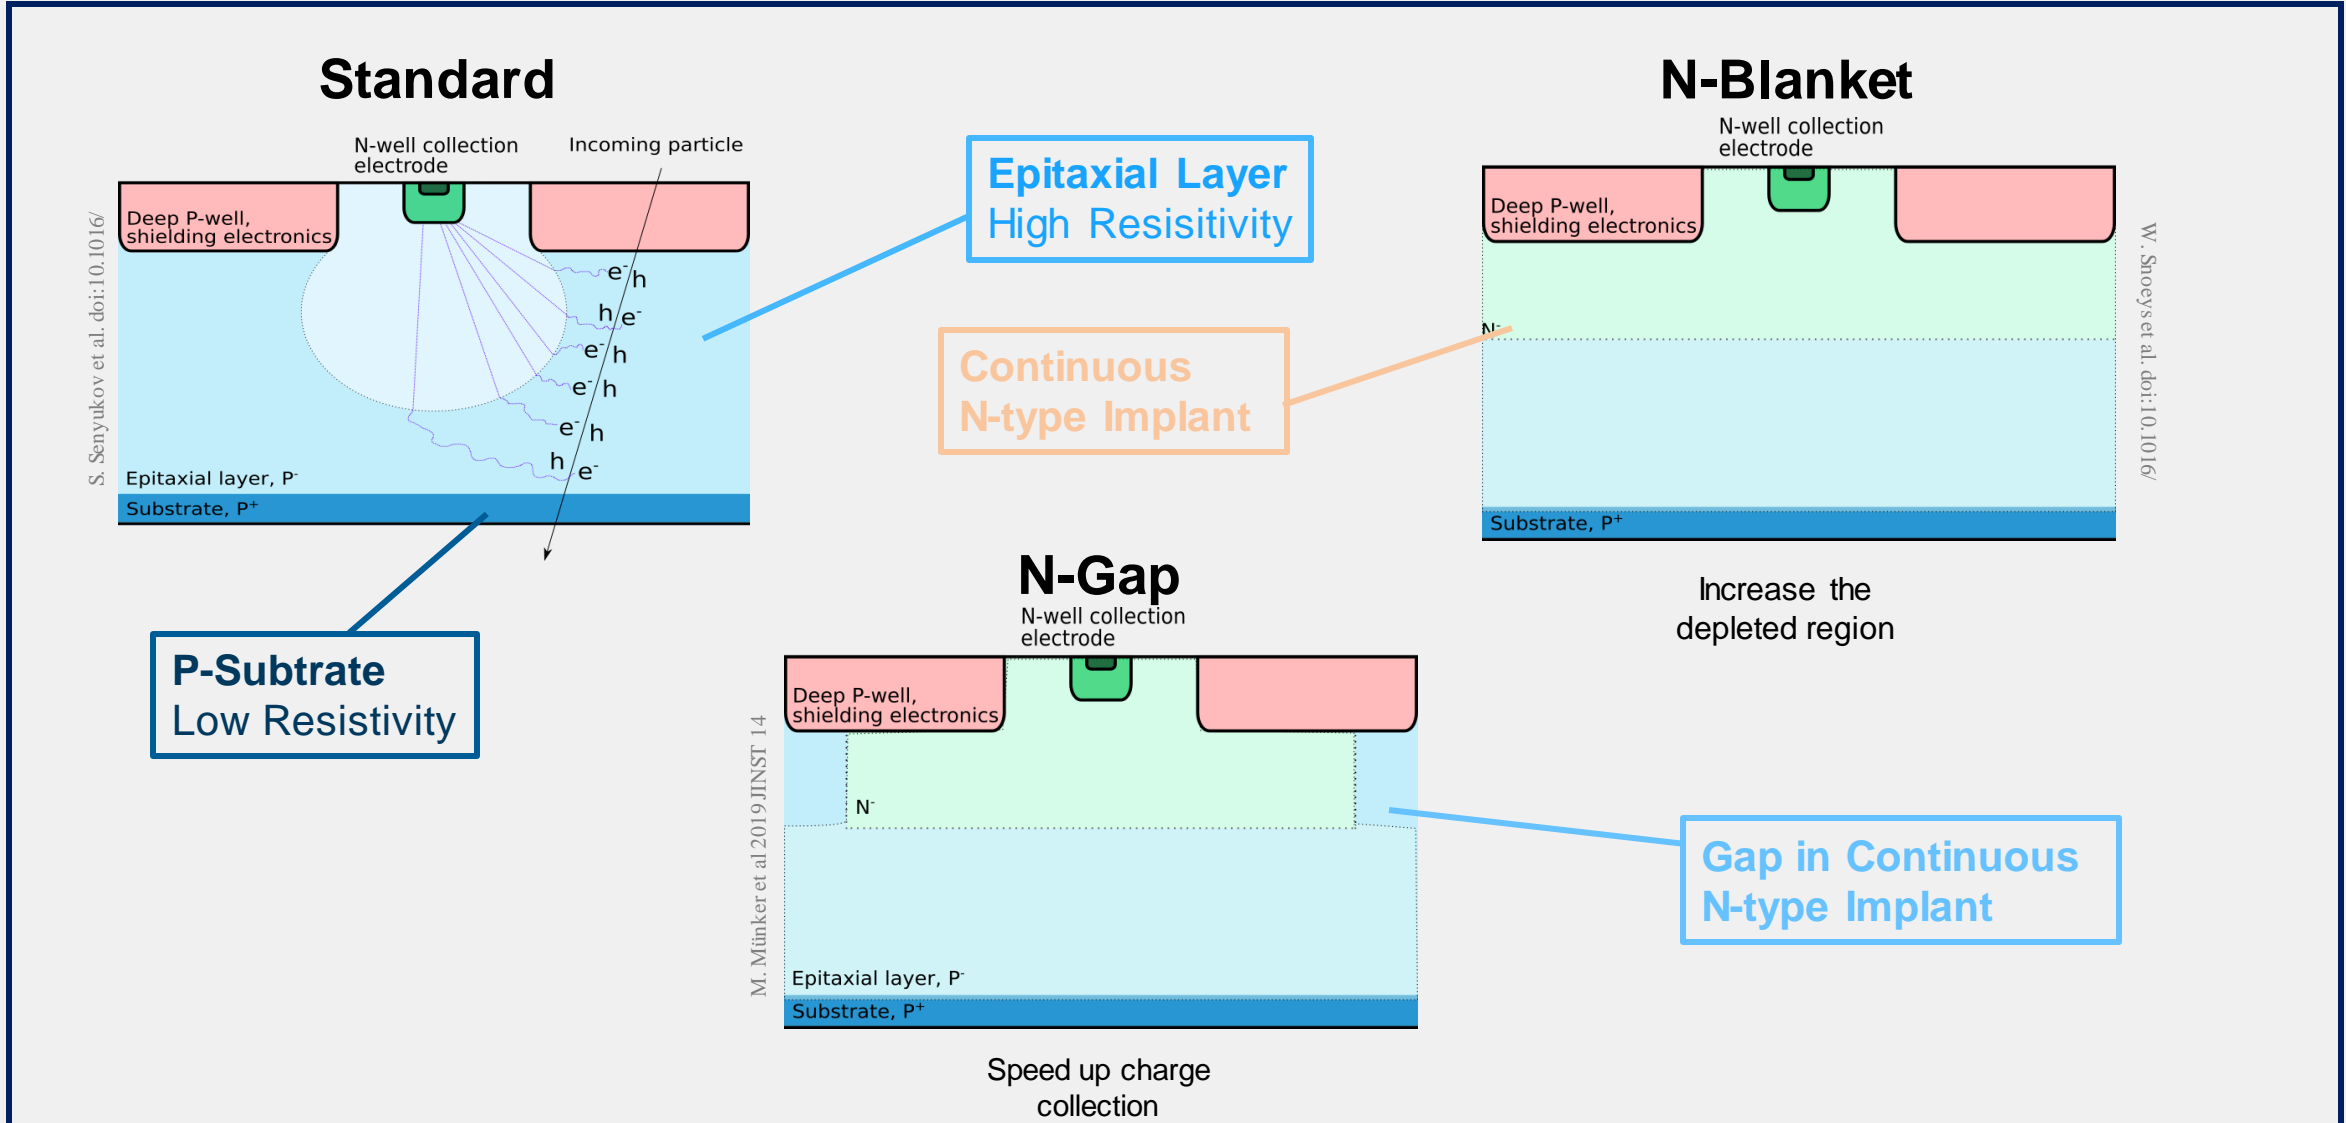 Standard
N-well collection
electrode
Incoming particle
Deep P-well,
shielding electronics
e- h
h e-
e- h
e- h
e- h
h e-
Epitaxial layer, P-
Substrate, P+
S. Senyukov et al. doi:10.1016/
Epitaxial Layer
High Resisitivity
P-Subtrate
Low Resistivity
N-Blanket
N-well collection
electrode
Deep P-well,
shielding electronics
N-
Substrate, P+
W. Snoeys et al. doi:10.1016/
Continuous
N-type Implant
Increase the
depleted region
N-Gap
N-well collection
electrode
Deep P-well,
shielding electronics
N-
Epitaxial layer, P-
Substrate, P+
M. Münker et al 2019 JINST 14
Gap in Continuous
N-type Implant
Speed up charge
collection